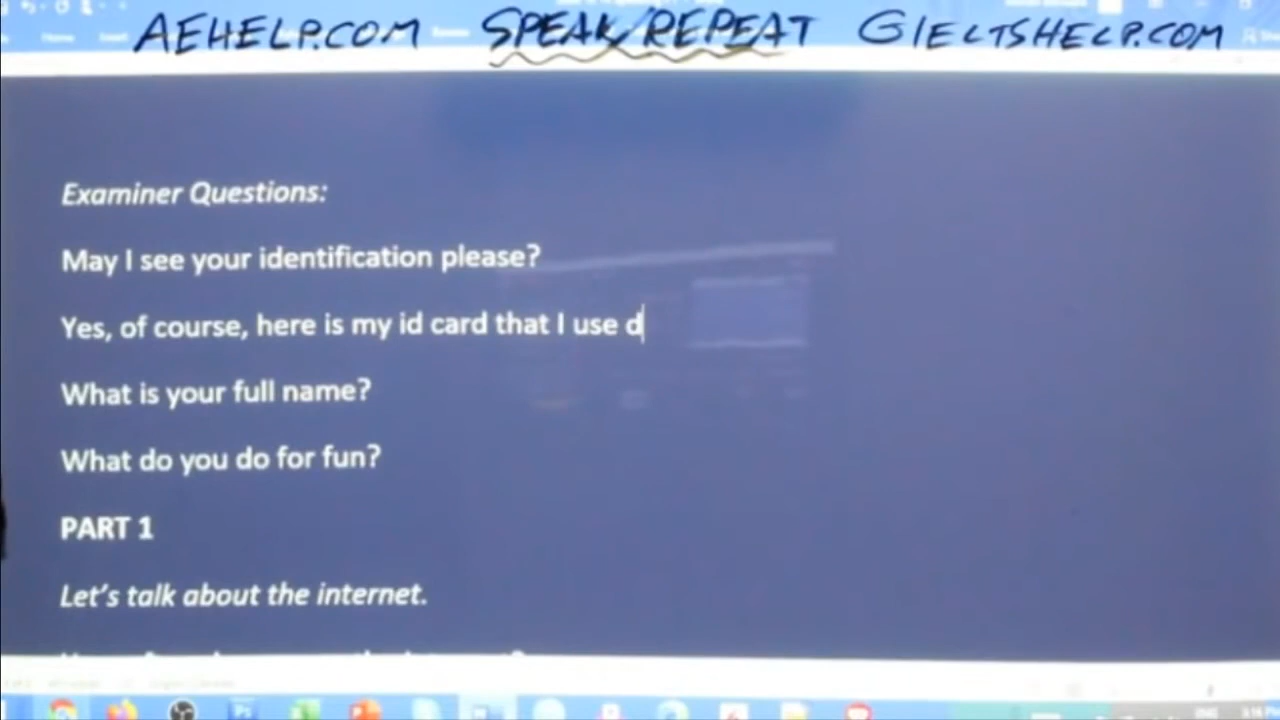 AEHELP.COM SPEAK/REPEAT GIELTSHELP.COM
Examiner Questions:
May I see your identification please?
Yes, of course, here is my id card that I use d
What is your full name?
What do you do for fun?
PART 1
Let's talk about the internet.